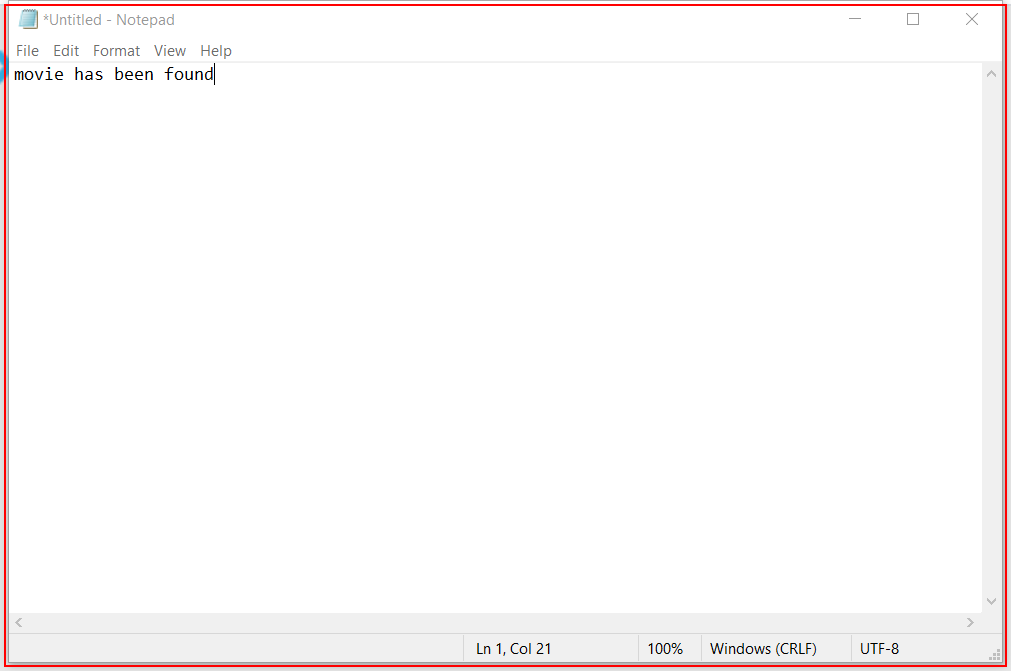 *Untitled - Notepad
File Edit Format View Help
movie has been found
Ln 1, Col 21 100% Windows (CRLF) UTF-8